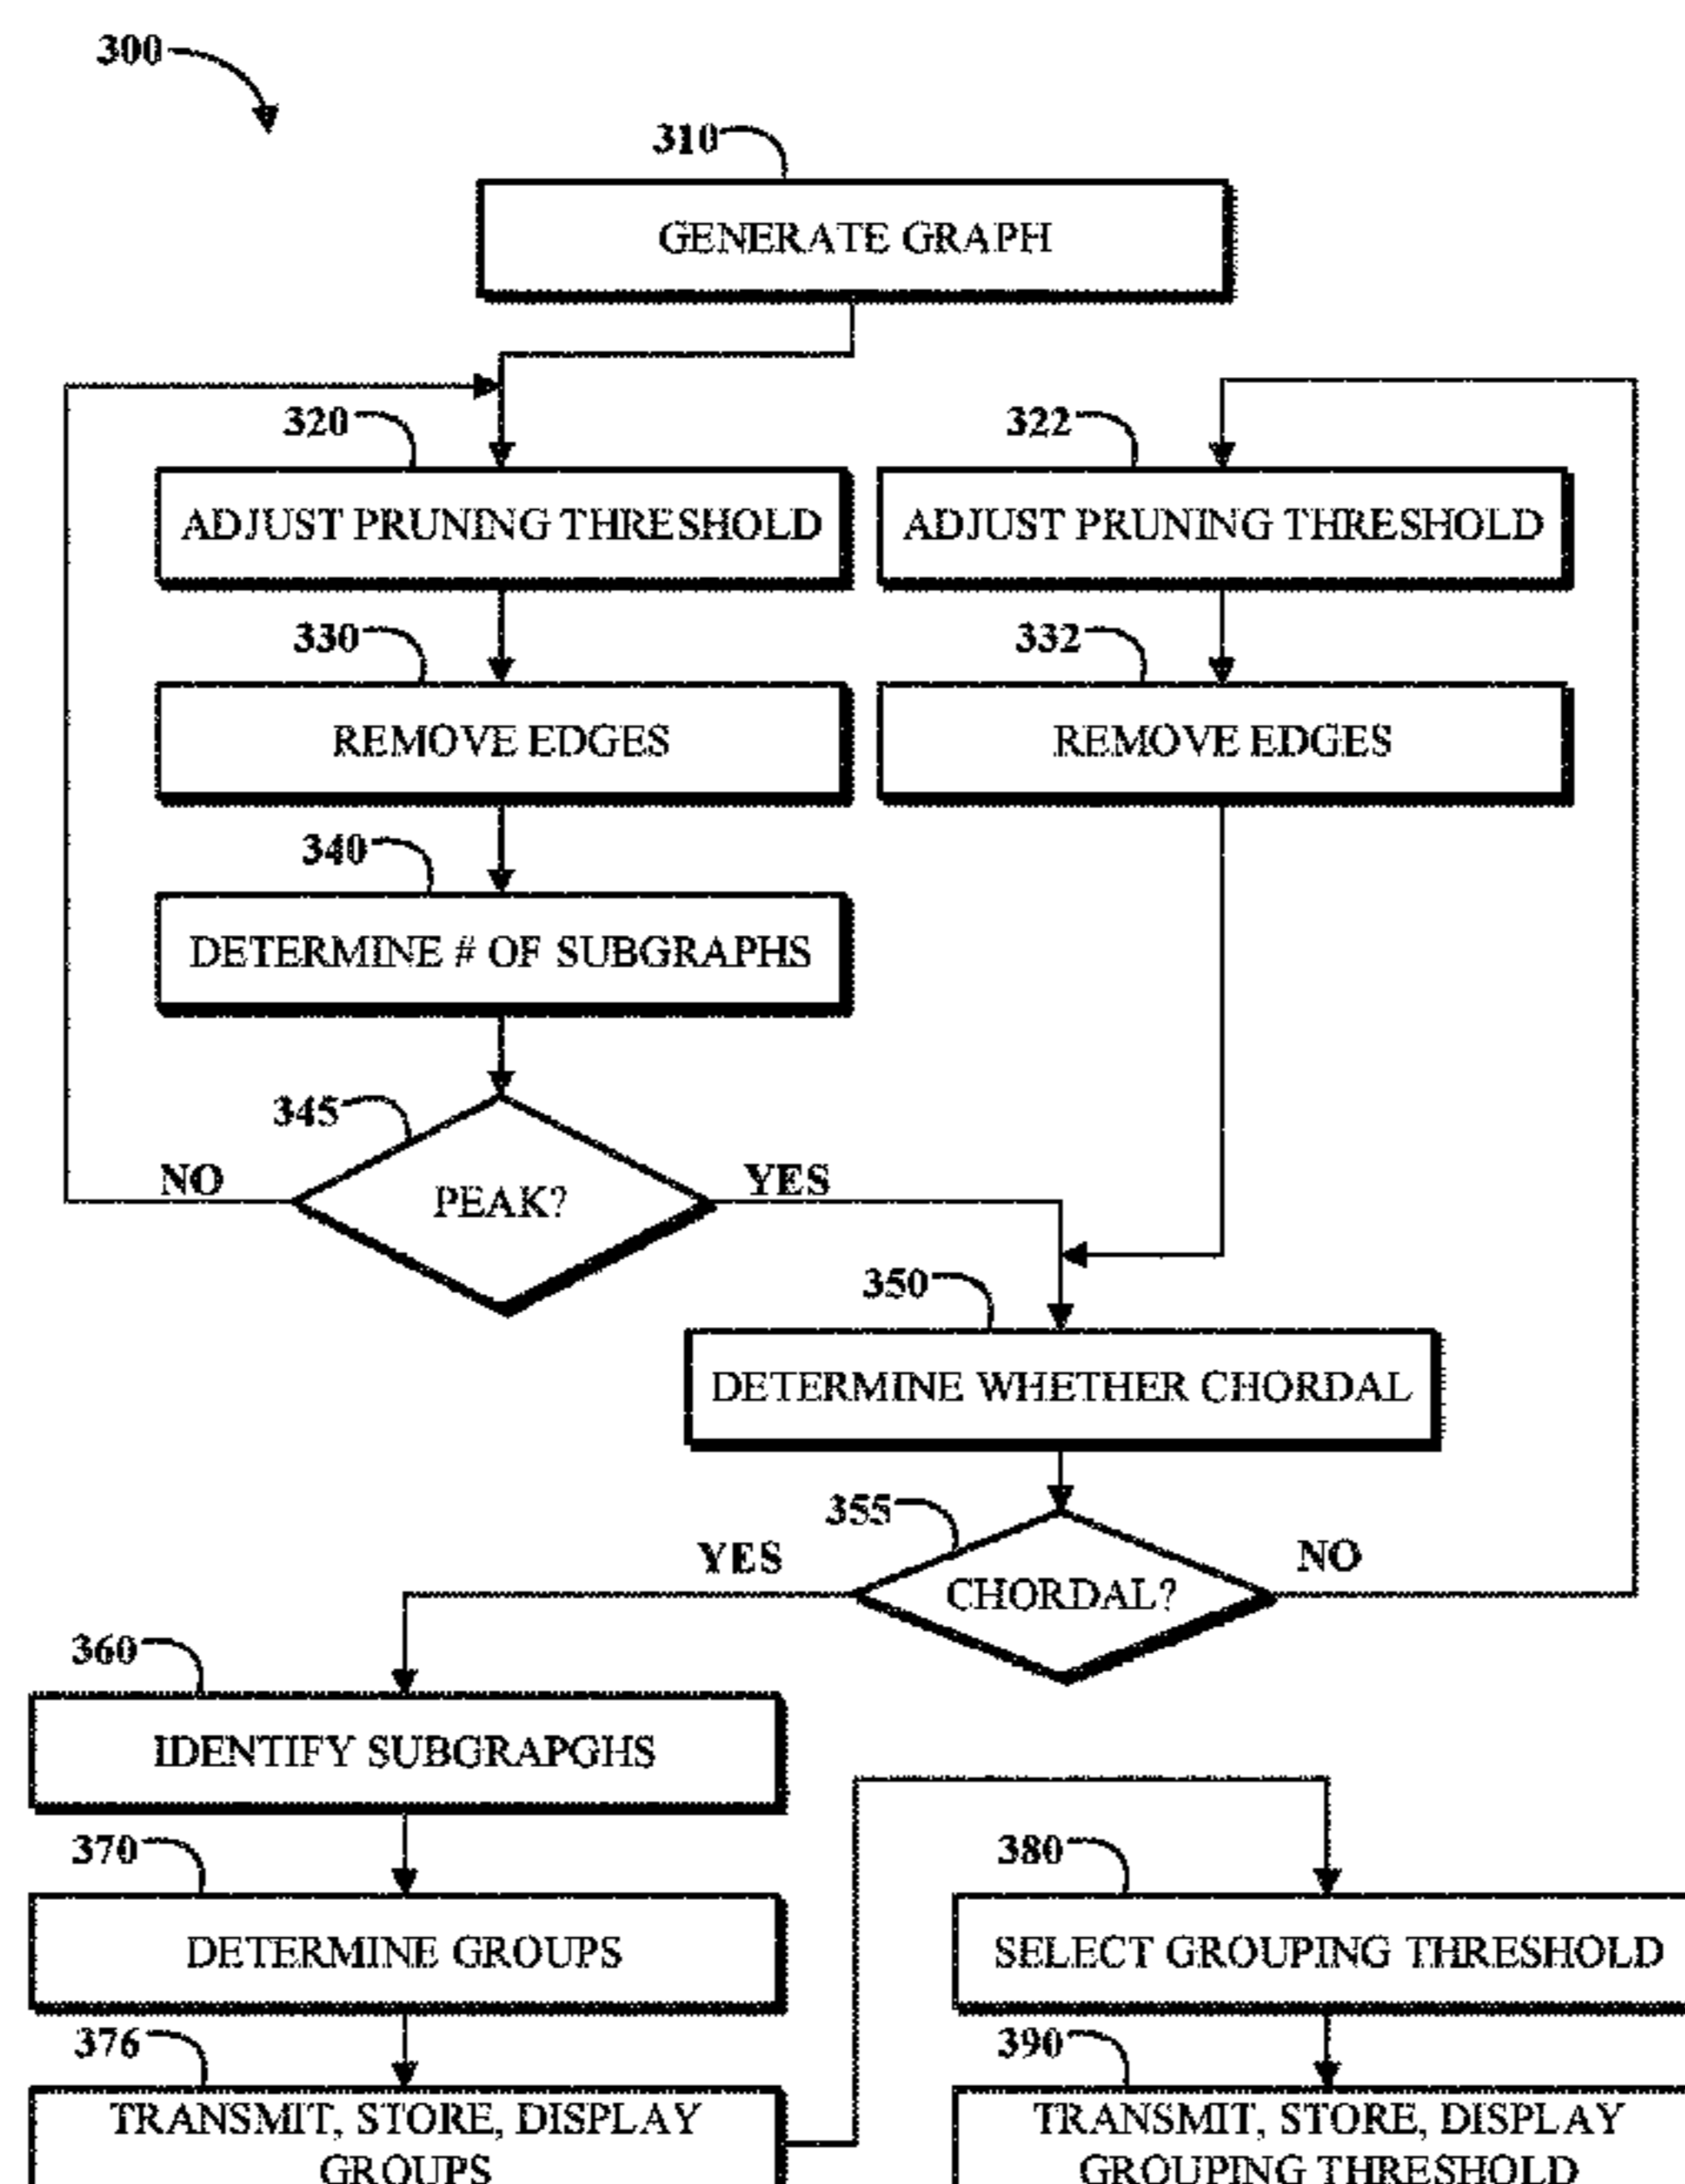 300
310
GENERATE GRAPH
320
322
ADJUST PRUNING THRESHOLD
ADJUST PRUNING THRESHOLD
330
332
REMOVE EDGES
REMOVE EDGES
340
DETERMINE # OF SUBGRAPHS
345
NO
PEAK?
YES
350
DETERMINE WHETHER CHORDAL
355
YES
CHORDAL?
NO
360
IDENTIFY SUBGRAPGHS
370
DETERMINE GROUPS
380
SELECT GROUPING THRESHOLD
376
TRANSMIT, STORE, DISPLAY
GROUPS
390
TRANSMIT, STORE, DISPLAY
GROUPING THRESHOLD